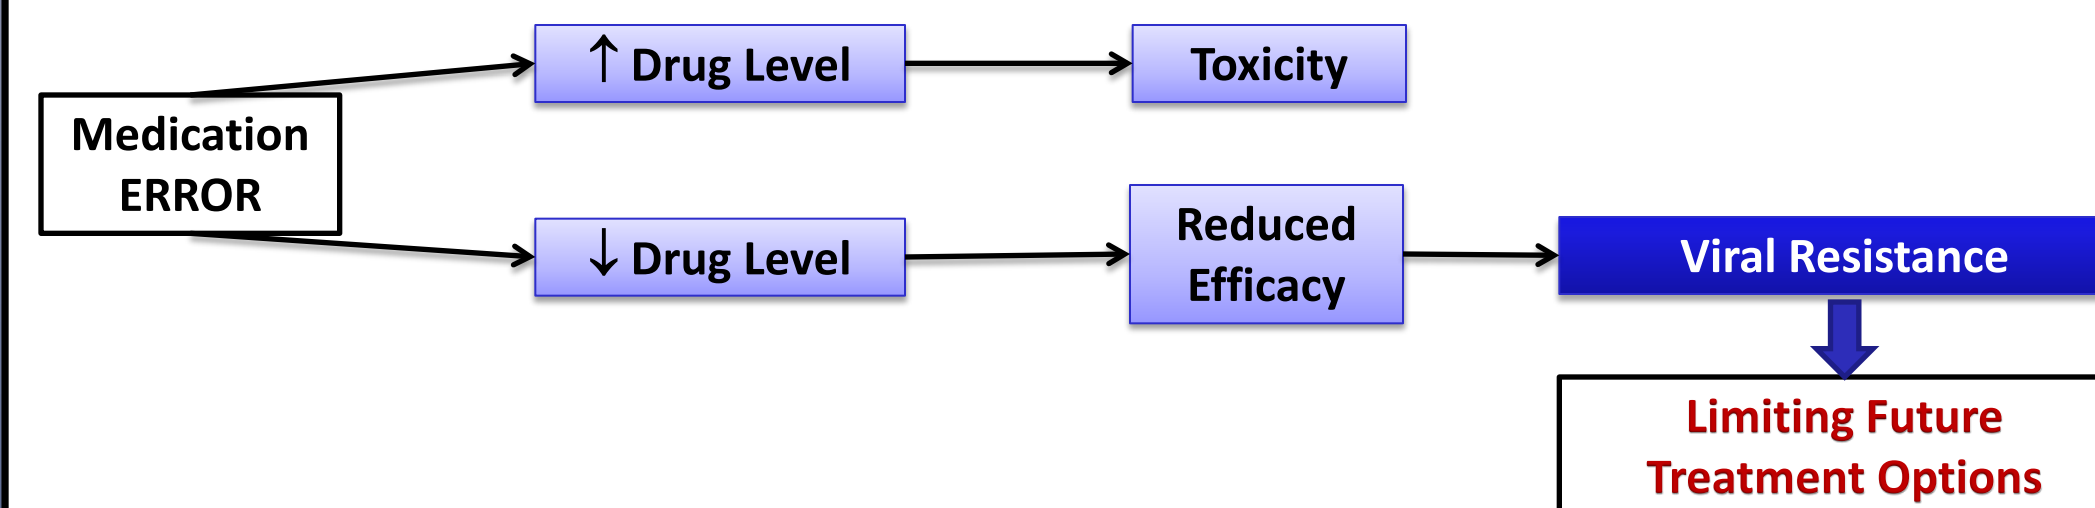 ↑ Drug Level
Toxicity
Medication
ERROR
↓ Drug Level
Reduced
Efficacy
Viral Resistance
Limiting Future
Treatment Options